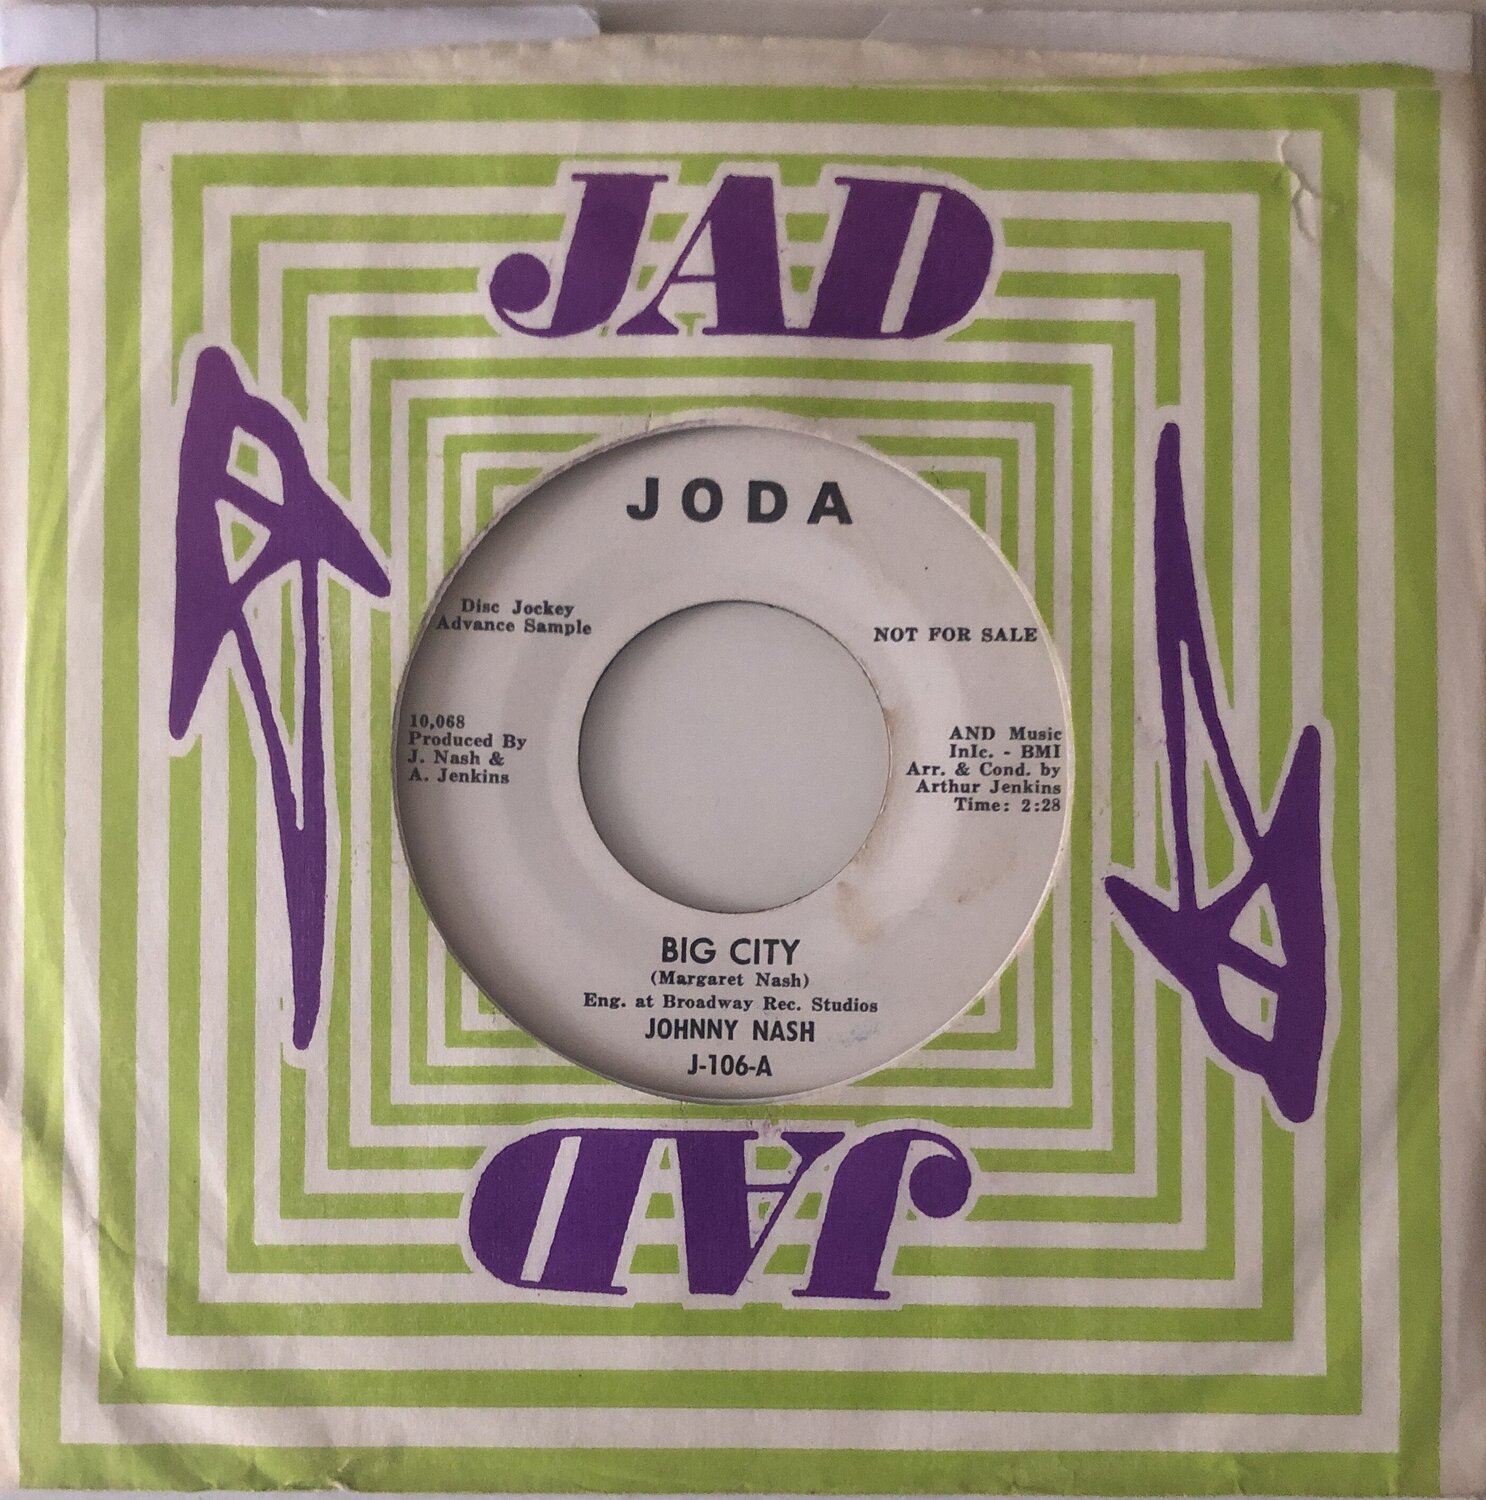 JAD
JODA
Disc Jockey
Advance Sample
NOT FOR SALE
10,068
Produced By
J. Nash &
A. Jenkins
AND Music
InIc. - BMI
Arr. & Cond. by
Arthur Jenkins
Time: 2:28
BIG CITY
(Margaret Nash)
Eng. at Broadway Rec. Studios
JOHNNY NASH
J-106-A
JAD